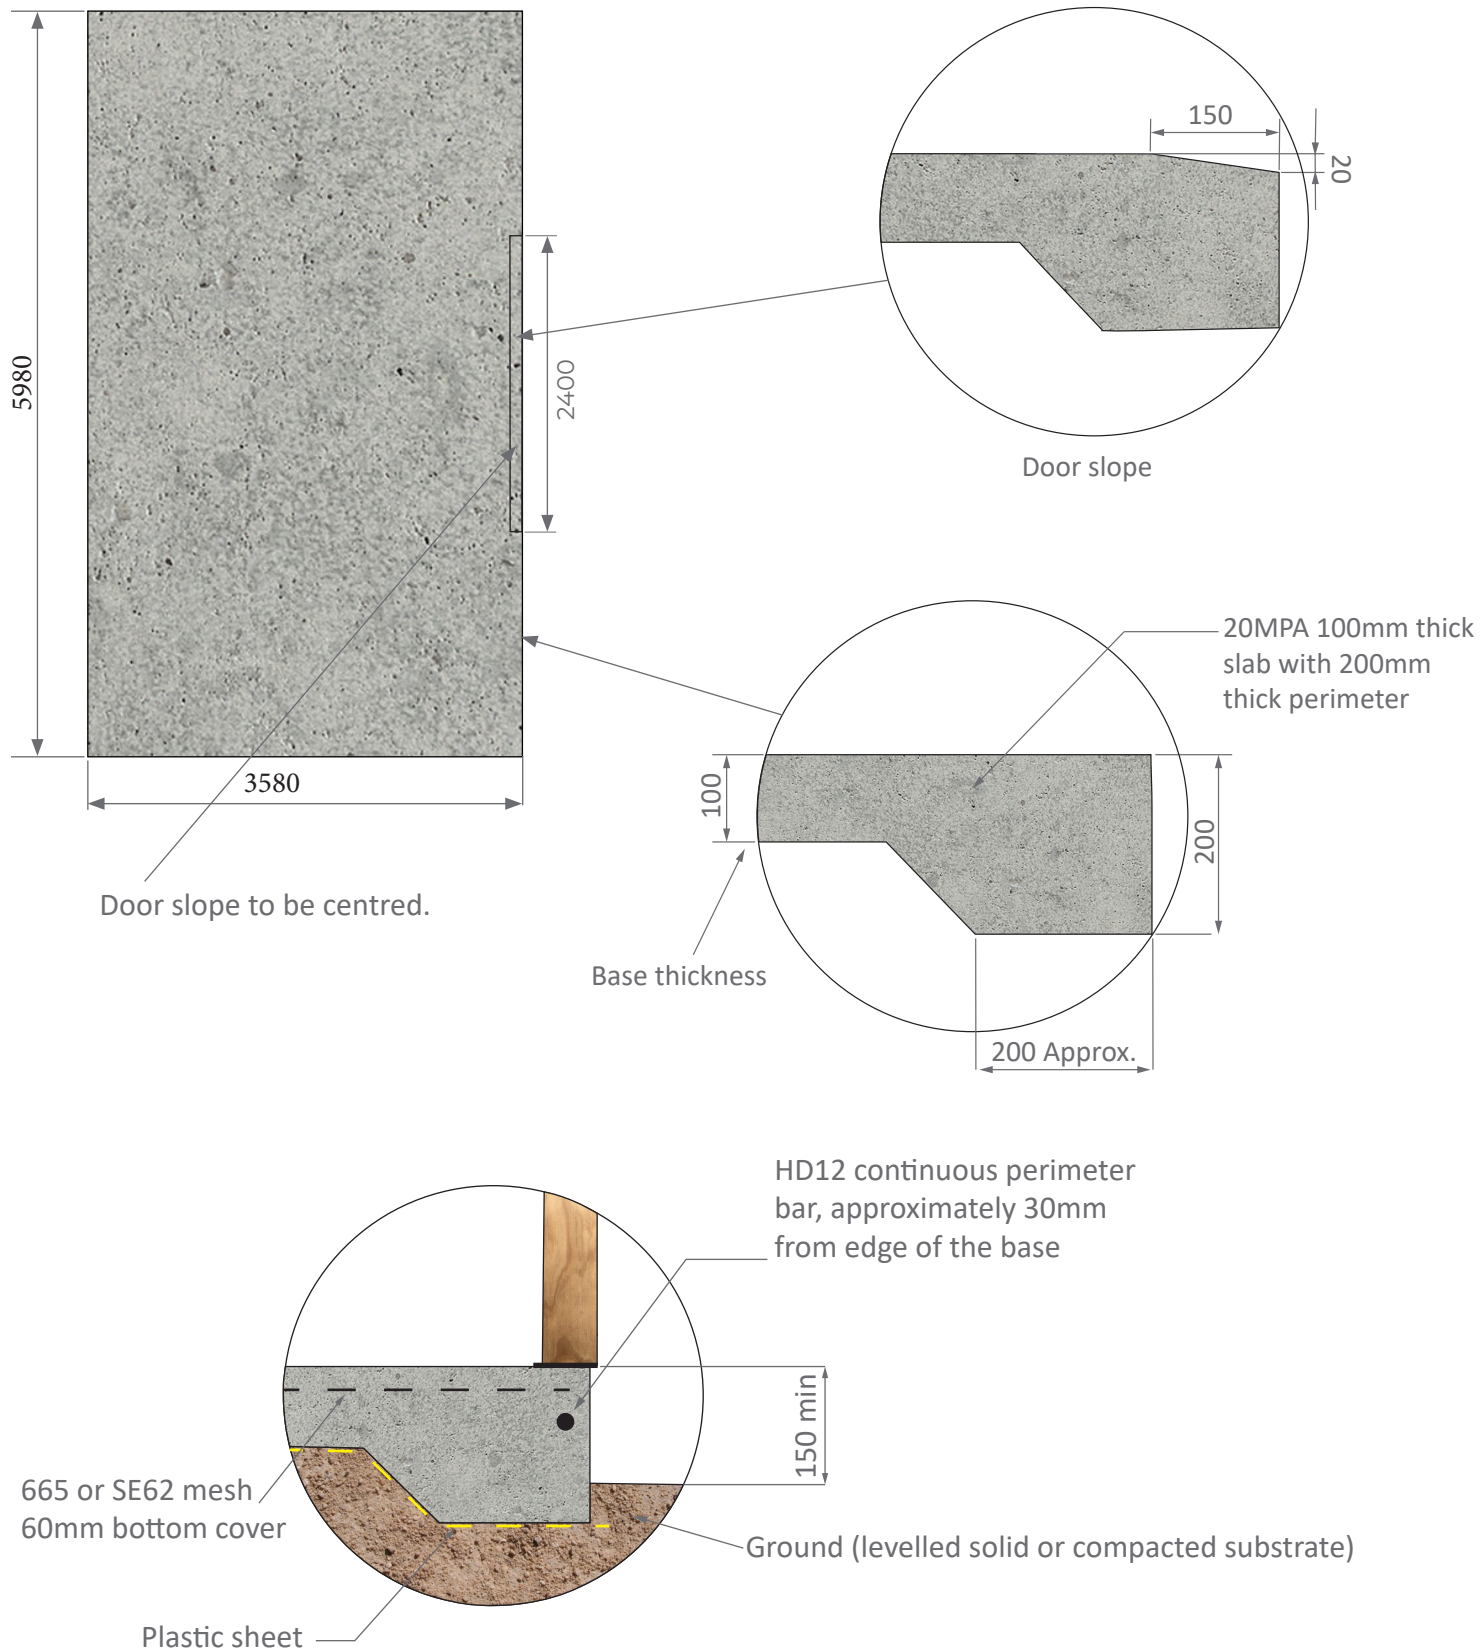 5980
2400
3580
Door slope to be centred.
150
20
Door slope
20MPA 100mm thick
slab with 200mm
thick perimeter
100
200
Base thickness
200 Approx.
HD12 continuous perimeter
bar, approximately 30mm
from edge of the base
150 min
665 or SE62 mesh
60mm bottom cover
Ground (levelled solid or compacted substrate)
Plastic sheet